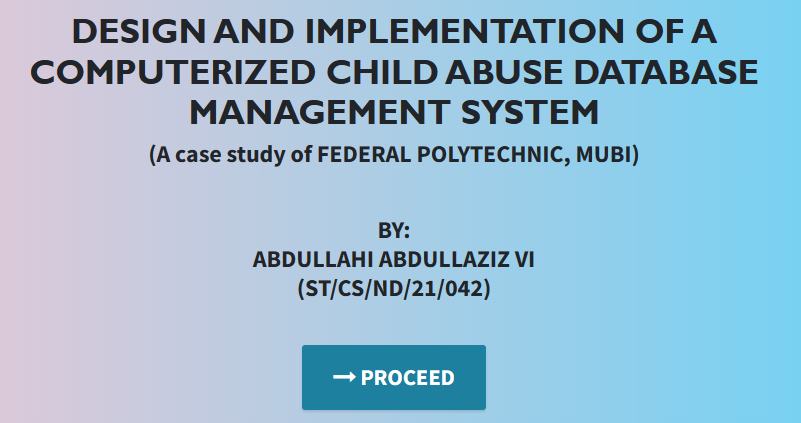 DESIGN AND IMPLEMENTATION OF A
COMPUTERIZED CHILD ABUSE DATABASE
MANAGEMENT SYSTEM
(A case study of FEDERAL POLYTECHNIC, MUBI)
BY:
ABDULLAHI ABDULLAZIZ VI
(ST/CS/ND/21/042)
→ PROCEED